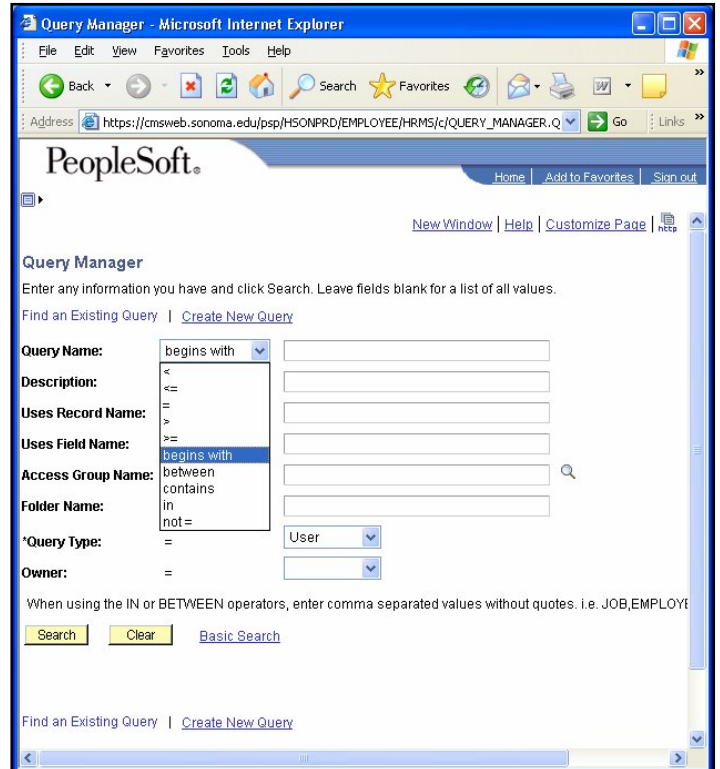 Query Manager - Microsoft Internet Explorer
File Edit View Favorites Tools Help
Back Search Favorites
Address https://cmsweb.sonoma.edu/psp/HSONPRD/EMPLOYEE/HRMS/c/QUERY_MANAGER.Q Go Links
PeopleSoft.
Home | Add to Favorites | Sign out
New Window | Help | Customize Page | http
Query Manager
Enter any information you have and click Search. Leave fields blank for a list of all values.
Find an Existing Query | Create New Query
Query Name: begins with
<
Description:
<=
Uses Record Name:
=
>
Uses Field Name:
>=
begins with
Access Group Name:
between
contains
Folder Name:
in
not =
*Query Type: = User
Owner: =
When using the IN or BETWEEN operators, enter comma separated values without quotes. i.e. JOB,EMPLOYE
Search Clear Basic Search
Find an Existing Query | Create New Query